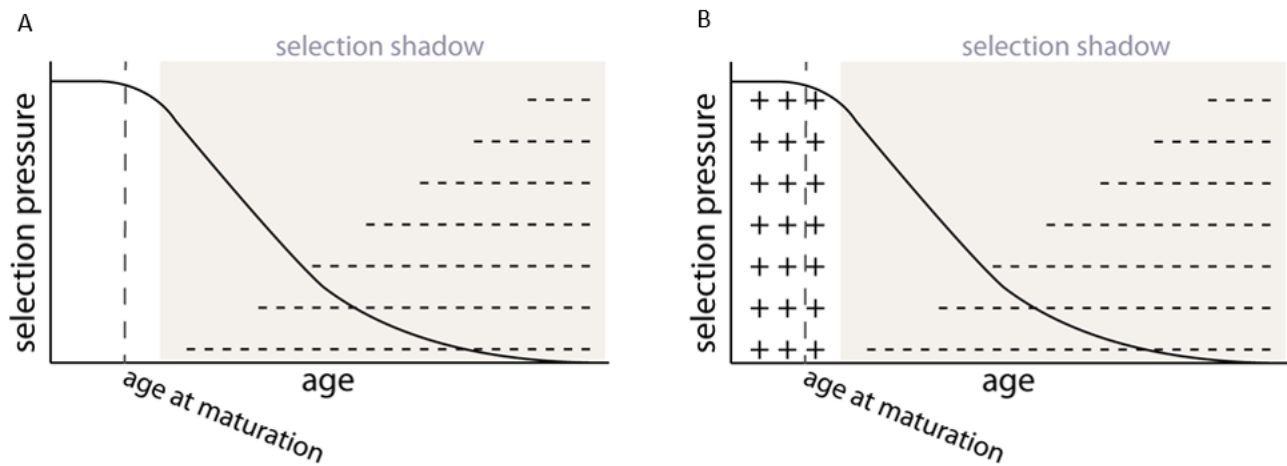 A
selection shadow
selection pressure
age
age at maturation
B
selection shadow
selection pressure
age
age at maturation